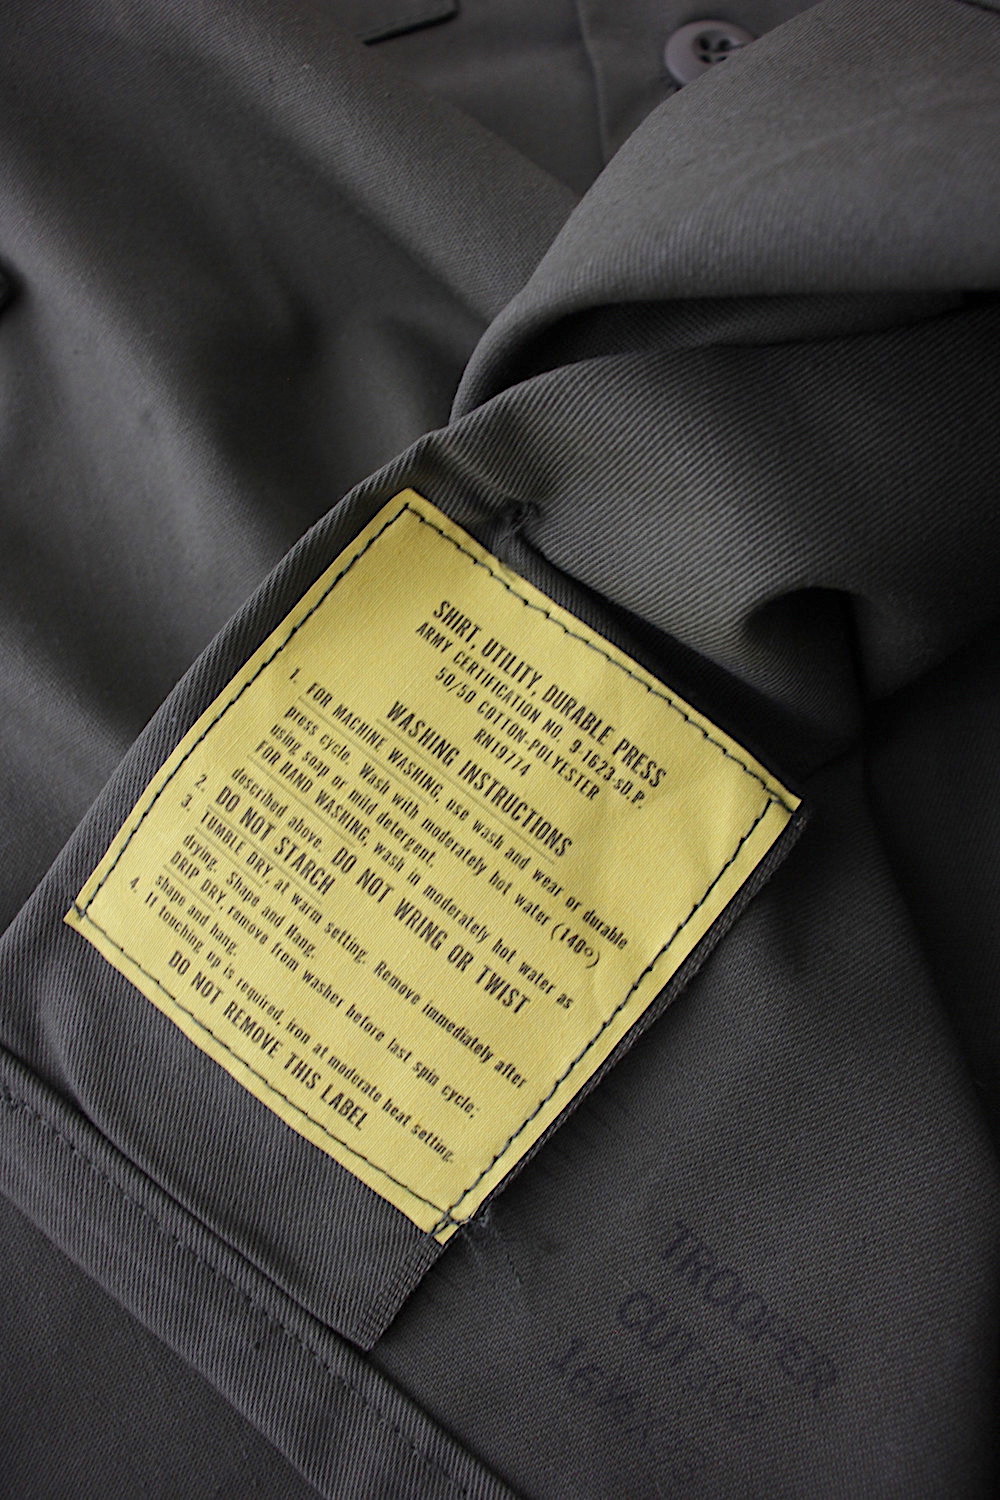 SHIRT, UTILITY, DURABLE PRESS
ARMY CERTIFICATION NO. 9-1623-SD.P.
50/50 COTTON-POLYESTER
RN19774
WASHING INSTRUCTIONS
1. FOR MACHINE WASHING, use wash and wear or durable
press cycle. Wash with moderately hot water (140º)
using soap or mild detergent.
FOR HAND WASHING, wash in moderately hot water as
described above. DO NOT WRING OR TWIST
2. DO NOT STARCH
3. TUMBLE DRY at warm setting. Remove immediately after
drying. Shape and Hang.
DRIP DRY, remove from washer before last spin cycle;
shape and hang.
4. If touching up is required, iron at moderate heat setting.
DO NOT REMOVE THIS LABEL
TROOPER